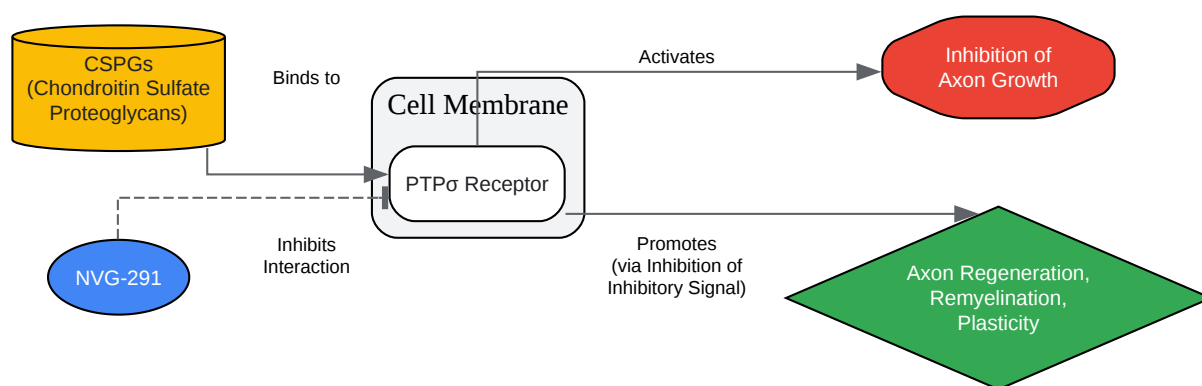 CSPGs
(Chondroitin Sulfate
Proteoglycans)
Binds to
Cell Membrane
PTPσ Receptor
Activates
Inhibition of
Axon Growth
NVG-291
Inhibits
Interaction
Promotes
(via Inhibition of
Inhibitory Signal)
Axon Regeneration,
Remyelination,
Plasticity